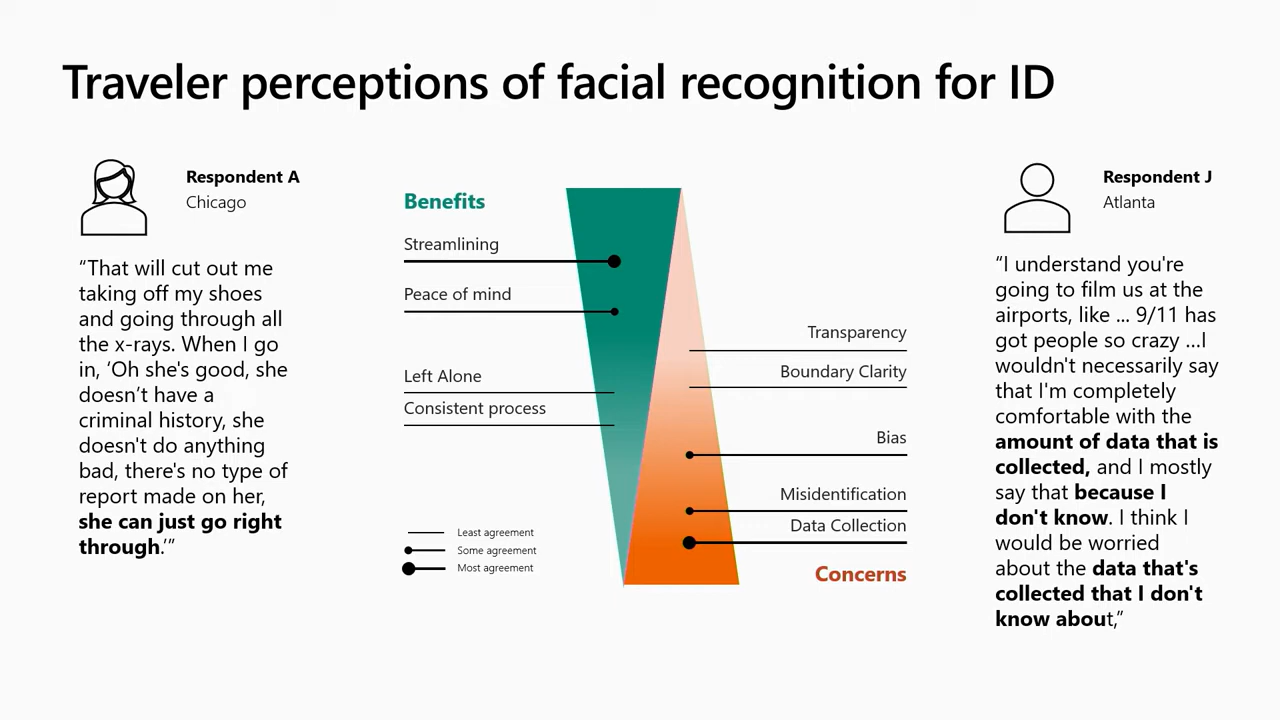 Traveler perceptions of facial recognition for ID
Respondent A
Chicago
“That will cut out me
taking off my shoes
and going through all
the x-rays. When I go
in, ‘Oh she's good, she
doesn’t have a
criminal history, she
doesn't do anything
bad, there's no type of
report made on her,
she can just go right
through.’”
Benefits
Streamlining
Peace of mind
Left Alone
Consistent process
Least agreement
Some agreement
Most agreement
Transparency
Boundary Clarity
Bias
Misidentification
Data Collection
Concerns
Respondent J
Atlanta
“I understand you're
going to film us at the
airports, like ... 9/11 has
got people so crazy ...I
wouldn't necessarily say
that I'm completely
comfortable with the
amount of data that is
collected, and I mostly
say that because I
don't know. I think I
would be worried
about the data that's
collected that I don't
know about,”